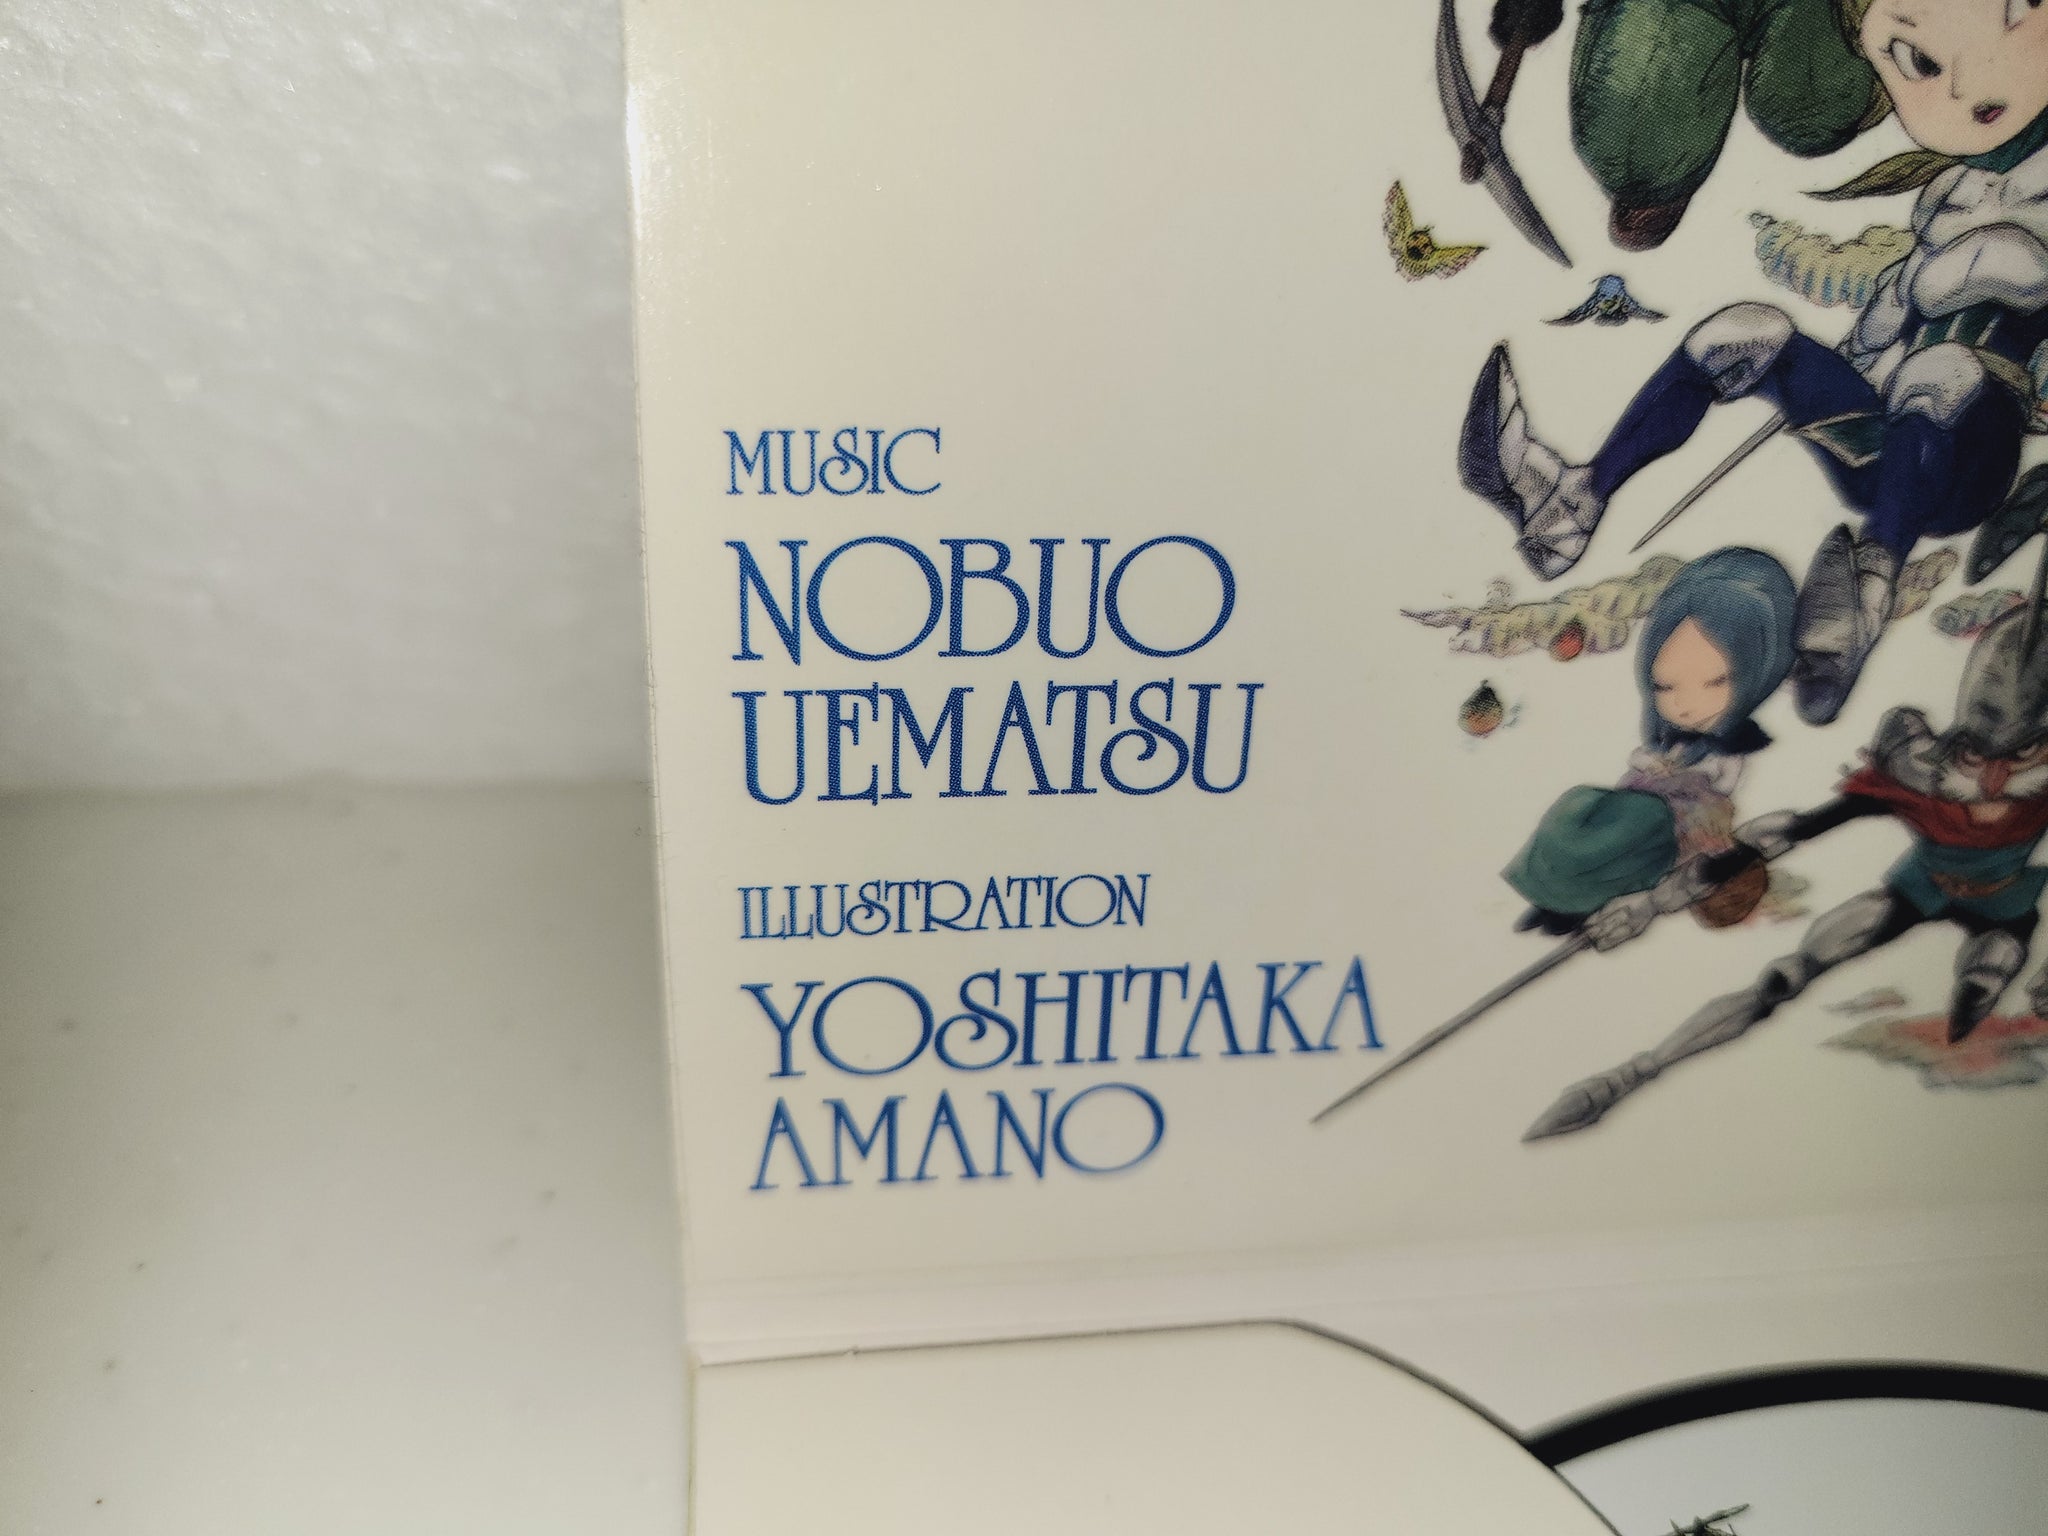 MUSIC
NOBUO
UEMATSU
ILLUSTRATION
YOSHITAKA
AMANO